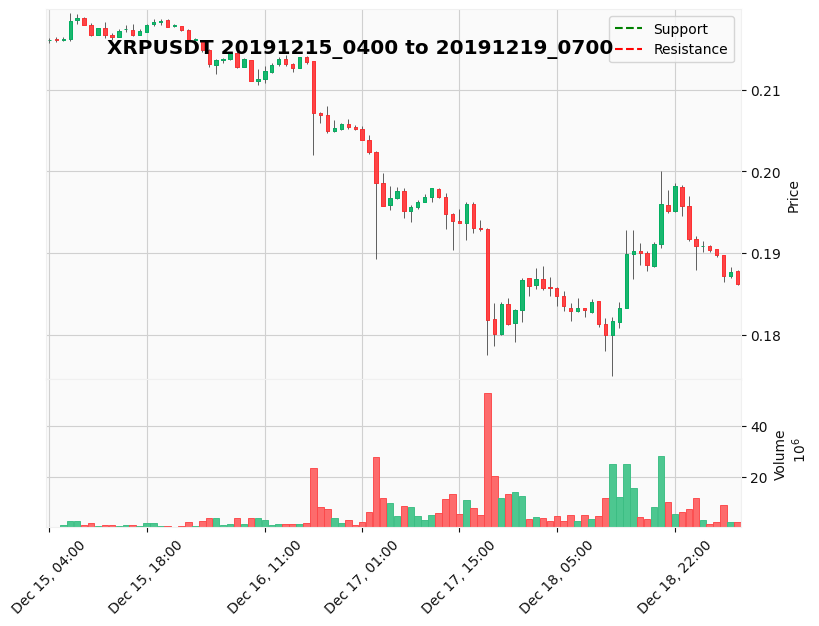 XRPUSDT 20191215_0400 to 20191219_0700
Support
Resistance
0.21
0.20
0.19
0.18
Price
40
20
Volume
10^6
Dec 15, 04:00
Dec 15, 18:00
Dec 16, 11:00
Dec 17, 01:00
Dec 17, 15:00
Dec 18, 05:00
Dec 18, 22:00